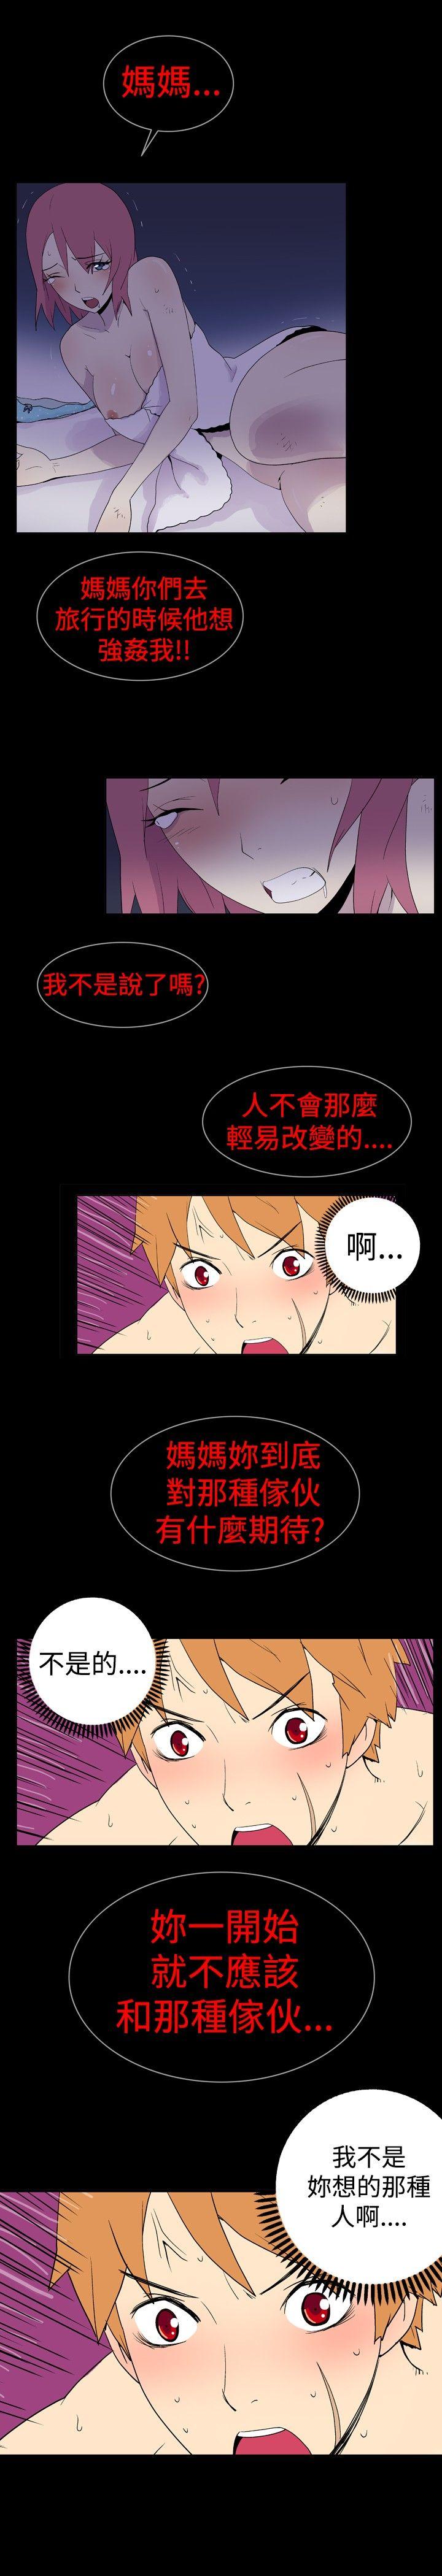 媽媽...
媽媽你們去
旅行的時候他想
強姦我!!
我不是說了嗎?
人不會那麼
輕易改變的....
啊...
媽媽妳到底
對那種傢伙
有什麼期待?
不是的....
妳一開始
就不應該
和那種傢伙...
我不是
妳想的那種
人啊....